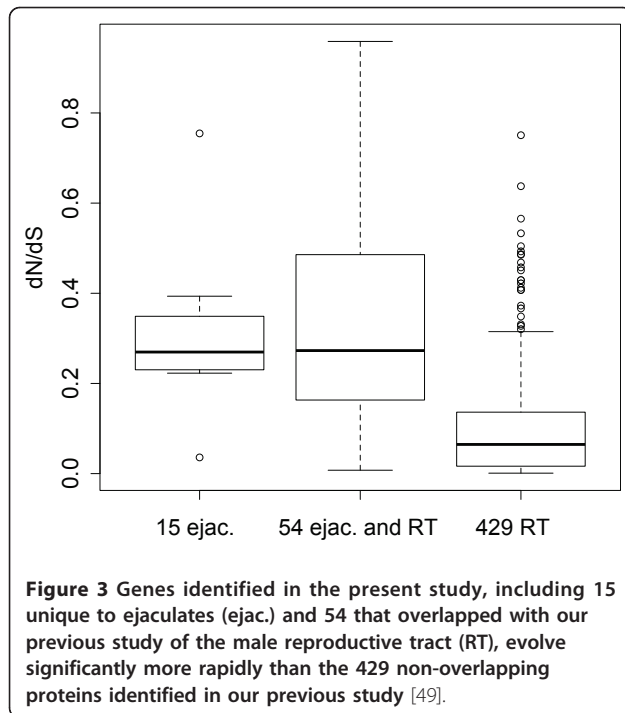 0.8
0.6
0.4
0.2
0.0
dN/dS
15 ejac.
54 ejac. and RT
429 RT
Figure 3 Genes identified in the present study, including 15
unique to ejaculates (ejac.) and 54 that overlapped with our
previous study of the male reproductive tract (RT), evolve
significantly more rapidly than the 429 non-overlapping
proteins identified in our previous study [49].